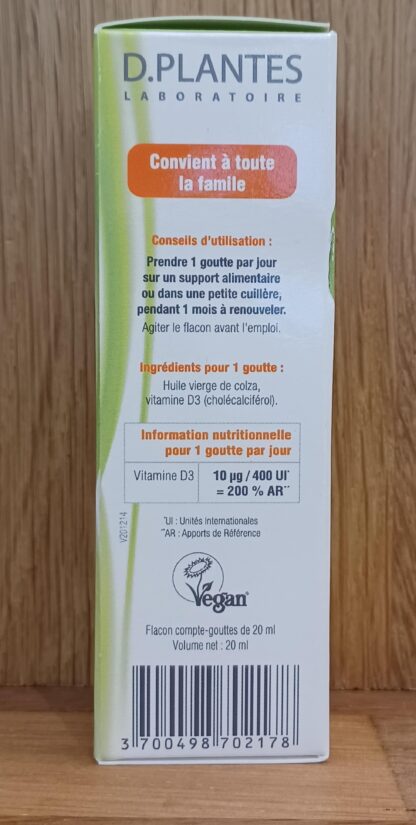 D.PLANTES
LABORATOIRE
Convient à toute
la famile
Conseils d'utilisation :
Prendre 1 goutte par jour
sur un support alimentaire
ou dans une petite cuillère,
pendant 1 mois à renouveler.
Agiter le flacon avant l'emploi.
Ingrédients pour 1 goutte :
Huile vierge de colza,
vitamine D3 (cholécalciférol).
Information nutritionnelle
pour 1 goutte par jour
Vitamine D3
10 µg / 400 UI*
= 200 % AR**
*UI : Unités Internationales
**AR : Apports de Référence
V201214
Vegan®
Flacon compte-gouttes de 20 ml
Volume net : 20 ml
3 700498 702178